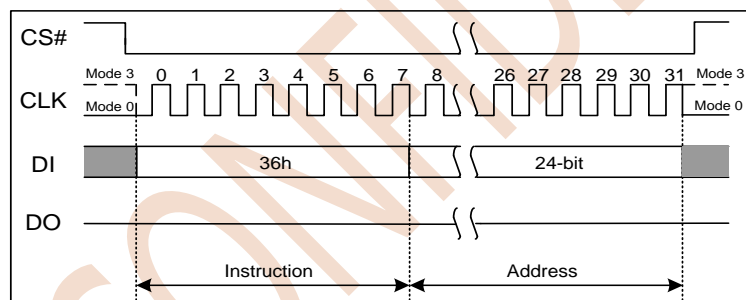 CS#
Mode 3 0 1 2 3 4 5 6 7 8 26 27 28 29 30 31 Mode 3
CLK
Mode 0 Mode 0
DI 36h 24-bit
DO
Instruction Address